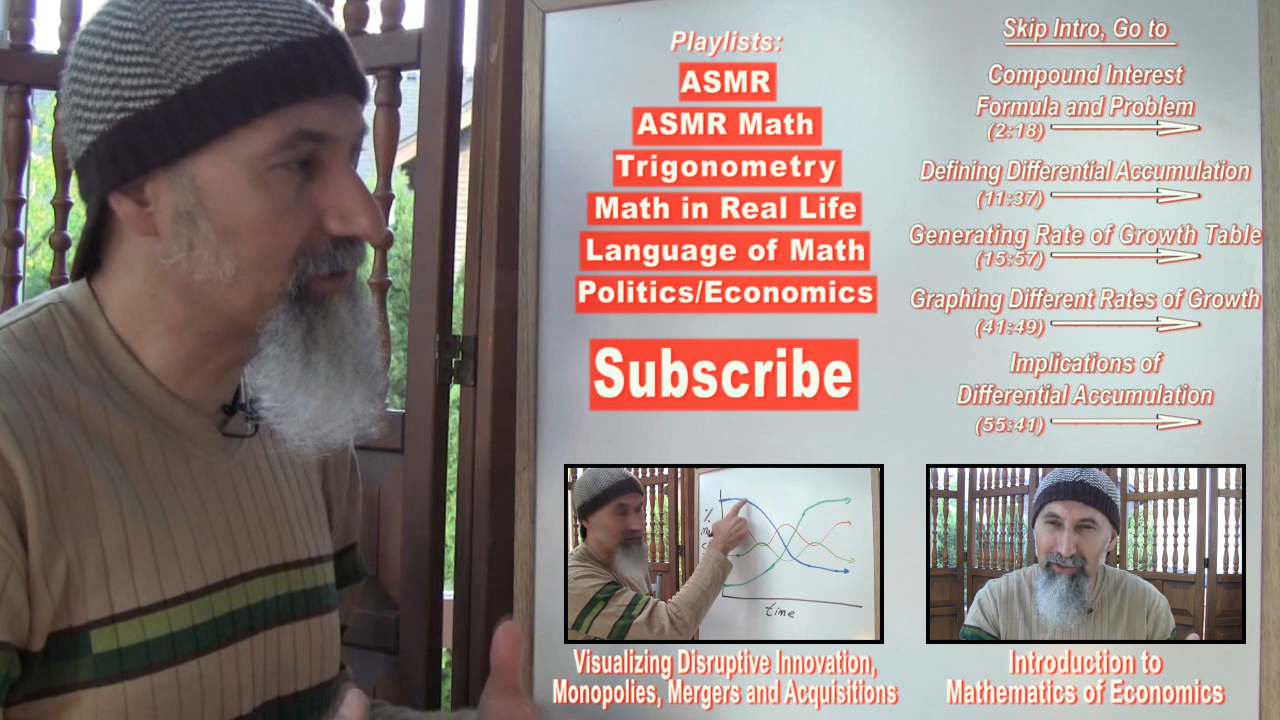 Playlists:
ASMR
ASMR Math
Trigonometry
Math in Real Life
Language of Math
Politics/Economics
Subscribe
Skip Intro, Go to
Compound Interest
Formula and Problem
(2:18)
Defining Differential Accumulation
(11:37)
Generating Rate of Growth Table
(15:57)
Graphing Different Rates of Growth
(41:49)
Implications of
Differential Accumulation
(55:41)
%
time
Visualizing Disruptive Innovation,
Monopolies, Mergers and Acquisitions
Introduction to
Mathematics of Economics